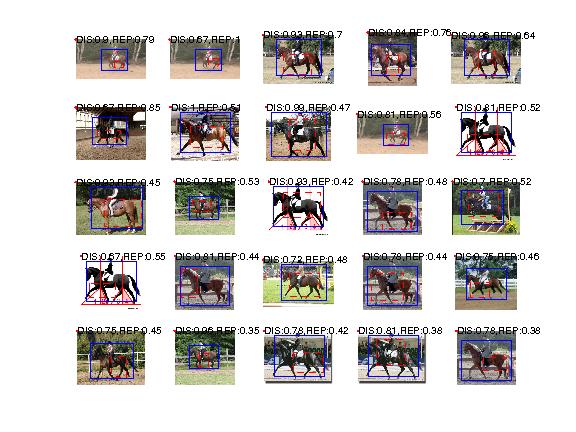 DIS:0.9,REP:0.79
DIS:0.67,REP:1
DIS:0.93,REP:0.7
DIS:0.84,REP:0.76
DIS:0.96,REP:0.64
DIS:0.67,REP:0.85
DIS:1,REP:0.51
DIS:0.99,REP:0.47
DIS:0.81,REP:0.56
DIS:0.81,REP:0.52
DIS:0.93,REP:0.45
DIS:0.75,REP:0.53
DIS:0.93,REP:0.42
DIS:0.78,REP:0.48
DIS:0.7,REP:0.52
DIS:0.67,REP:0.55
DIS:0.81,REP:0.44
DIS:0.72,REP:0.48
DIS:0.79,REP:0.44
DIS:0.75,REP:0.46
DIS:0.75,REP:0.45
DIS:0.96,REP:0.35
DIS:0.78,REP:0.42
DIS:0.81,REP:0.38
DIS:0.78,REP:0.38